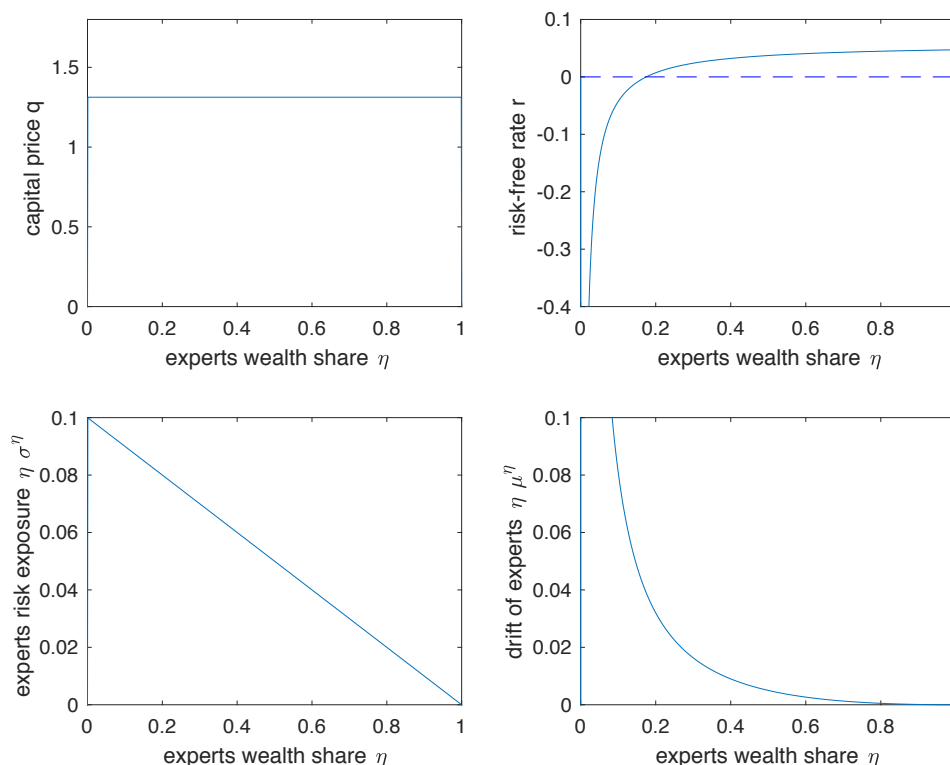 capital price q
1.5
1
0.5
0
0 0.2 0.4 0.6 0.8 1
experts wealth share η
risk-free rate r
0.1
0
-0.1
-0.2
-0.3
-0.4
0 0.2 0.4 0.6 0.8
experts wealth share η
experts risk exposure η σ^η
0.1
0.08
0.06
0.04
0.02
0
0 0.2 0.4 0.6 0.8 1
experts wealth share η
drift of experts η μ^η
0.1
0.08
0.06
0.04
0.02
0
0 0.2 0.4 0.6 0.8
experts wealth share η